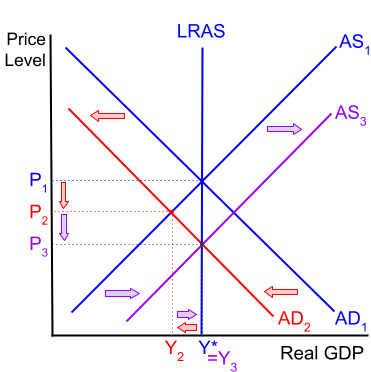 LRAS
Price
Level
AS1
AS3
P1
P2
P3
AD2
AD1
Y2
Y*
=Y3
Real GDP